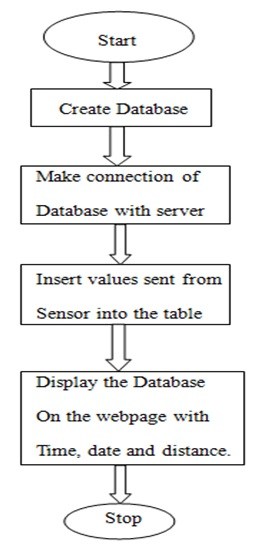 Start
Create Database
Make connection of
Database with server
Insert values sent from
Sensor into the table
Display the Database
On the webpage with
Time, date and distance.
Stop